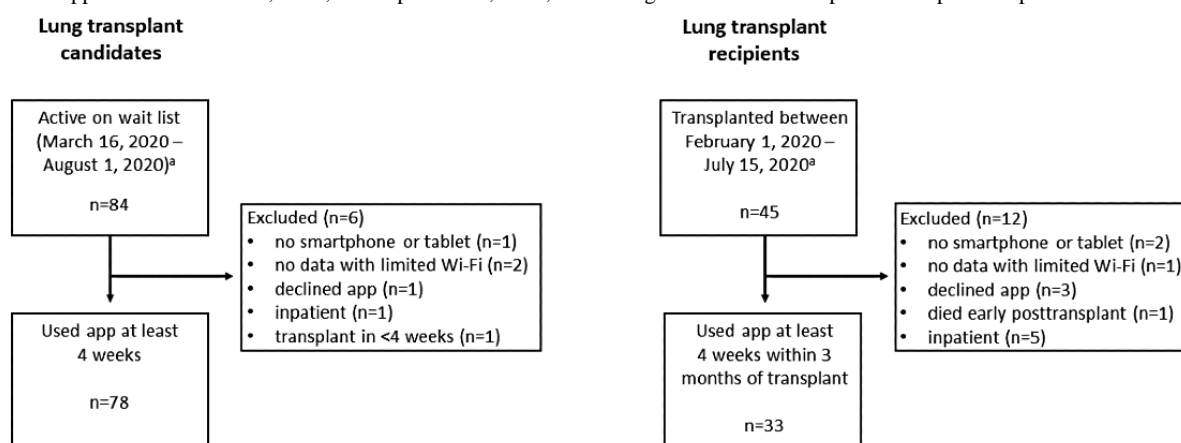 Lung transplant
candidates
Active on wait list
(March 16, 2020 –
August 1, 2020)ᵃ
n=84
Excluded (n=6)
• no smartphone or tablet (n=1)
• no data with limited Wi-Fi (n=2)
• declined app (n=1)
• inpatient (n=1)
• transplant in <4 weeks (n=1)
Used app at least
4 weeks
n=78
Lung transplant
recipients
Transplanted between
February 1, 2020 –
July 15, 2020ᵃ
n=45
Excluded (n=12)
• no smartphone or tablet (n=2)
• no data with limited Wi-Fi (n=1)
• declined app (n=3)
• died early posttransplant (n=1)
• inpatient (n=5)
Used app at least
4 weeks within 3
months of transplant
n=33